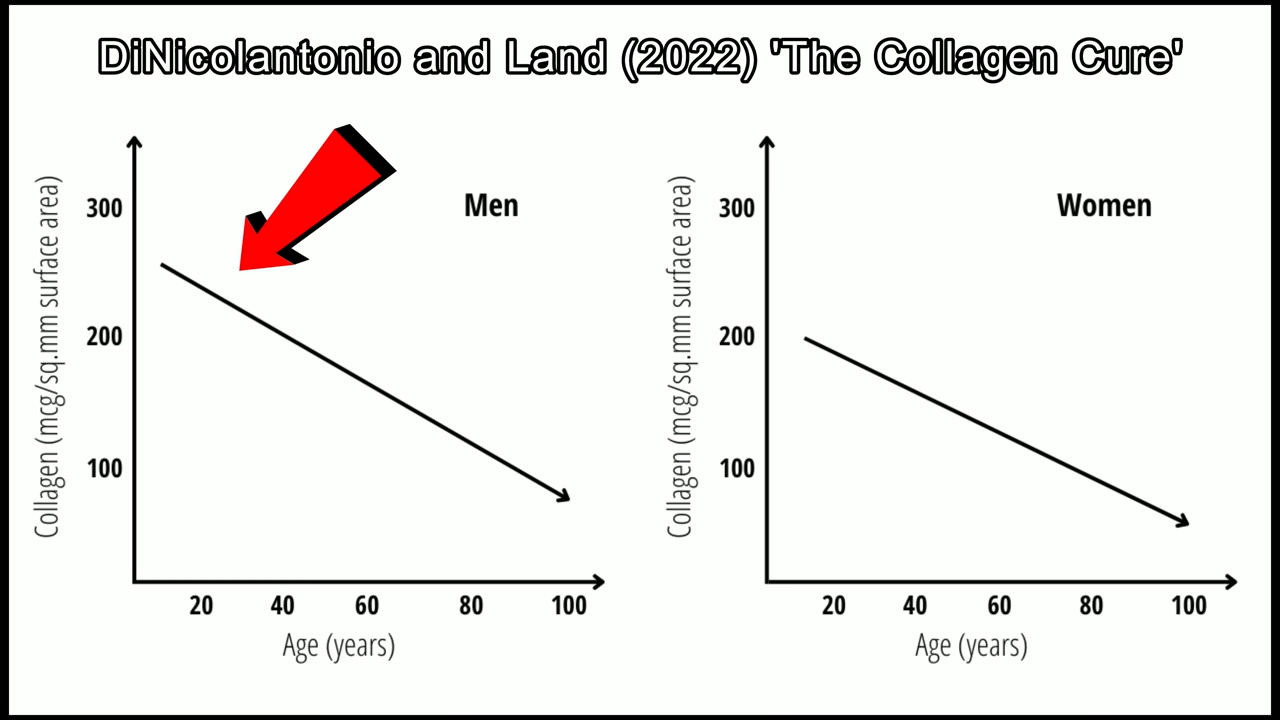 DiNicolantonio and Land (2022) 'The Collagen Cure'
Men
Collagen (mcg/sq.mm surface area)
300
200
100
20 40 60 80 100
Age (years)
Women
Collagen (mcg/sq.mm surface area)
300
200
100
20 40 60 80 100
Age (years)